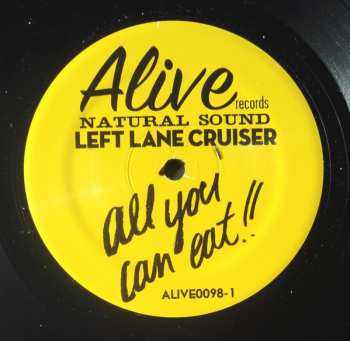 Alive
records
NATURAL SOUND
LEFT LANE CRUISER
all you
can eat!!
ALIVE0098-1